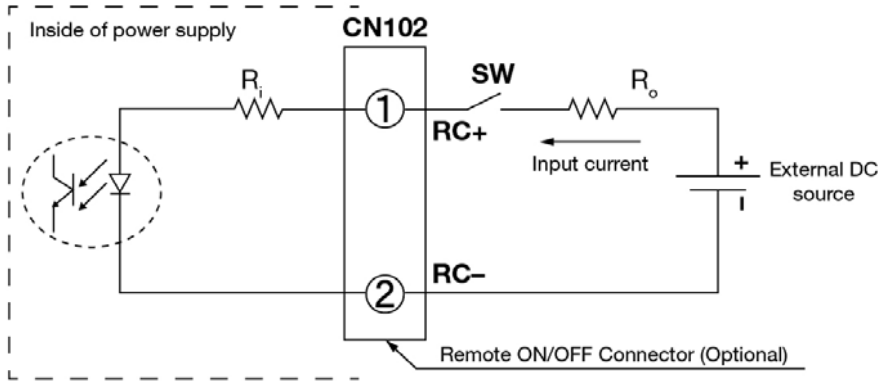 Inside of power supply
CN102
Ri
1
SW
Ro
RC+
Input current
+
External DC
source
−
RC−
2
Remote ON/OFF Connector (Optional)